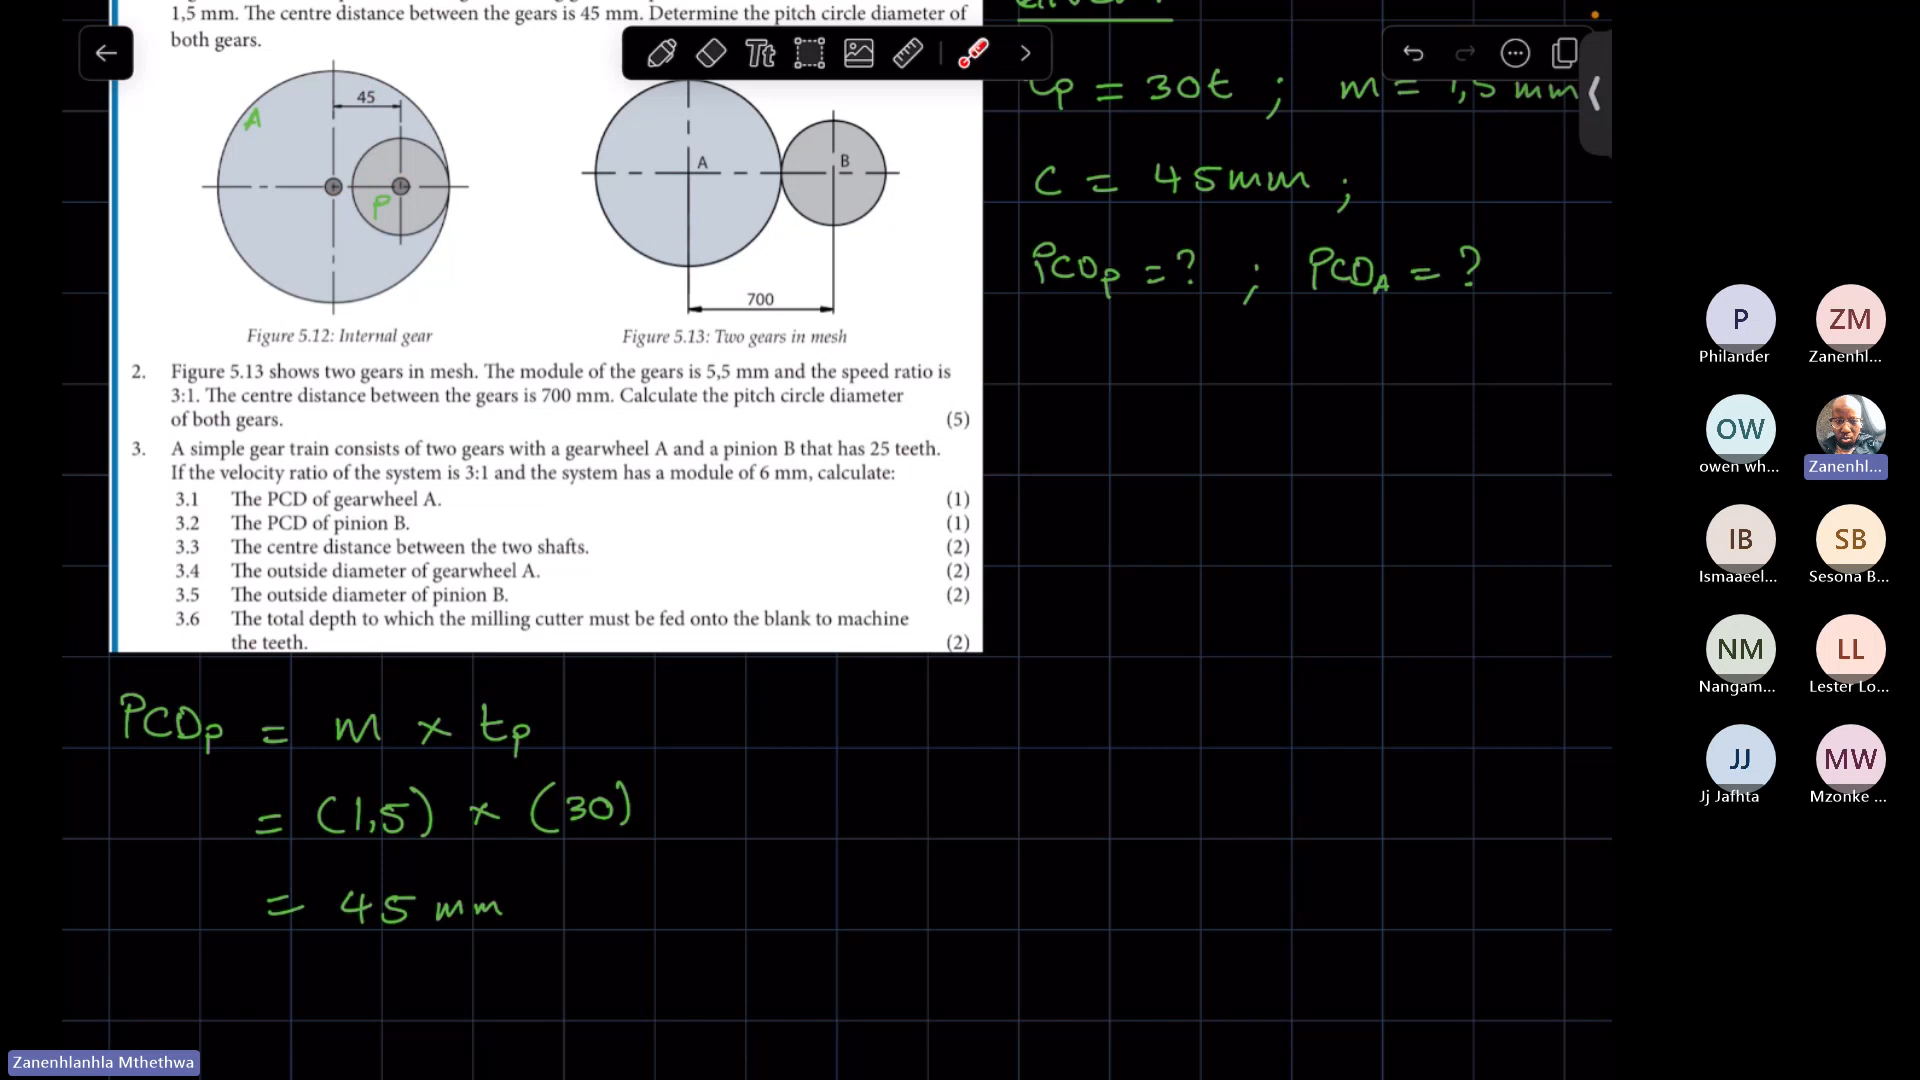 1,5 mm. The centre distance between the gears is 45 mm. Determine the pitch circle diameter of
both gears.
Tt
tp = 30t ; m = 1,5 mm
C = 45mm ;
PCDp = ? ; PCDA = ?
45
A
P
A
B
700
Figure 5.12: Internal gear
Figure 5.13: Two gears in mesh
2. Figure 5.13 shows two gears in mesh. The module of the gears is 5,5 mm and the speed ratio is
3:1. The centre distance between the gears is 700 mm. Calculate the pitch circle diameter
of both gears. (5)
3. A simple gear train consists of two gears with a gearwheel A and a pinion B that has 25 teeth.
If the velocity ratio of the system is 3:1 and the system has a module of 6 mm, calculate:
3.1 The PCD of gearwheel A. (1)
3.2 The PCD of pinion B. (1)
3.3 The centre distance between the two shafts. (2)
3.4 The outside diameter of gearwheel A. (2)
3.5 The outside diameter of pinion B. (2)
3.6 The total depth to which the milling cutter must be fed onto the blank to machine
the teeth. (2)
PCDp = m × tp
= (1,5) × (30)
= 45 mm
P
Philander
ZM
Zanenhl...
OW
owen wh...
Zanenhl...
IB
Ismaaeel...
SB
Sesona B...
NM
Nangam...
LL
Lester Lo...
JJ
Jj Jafhta
MW
Mzonke ...
Zanenhlanhla Mthethwa